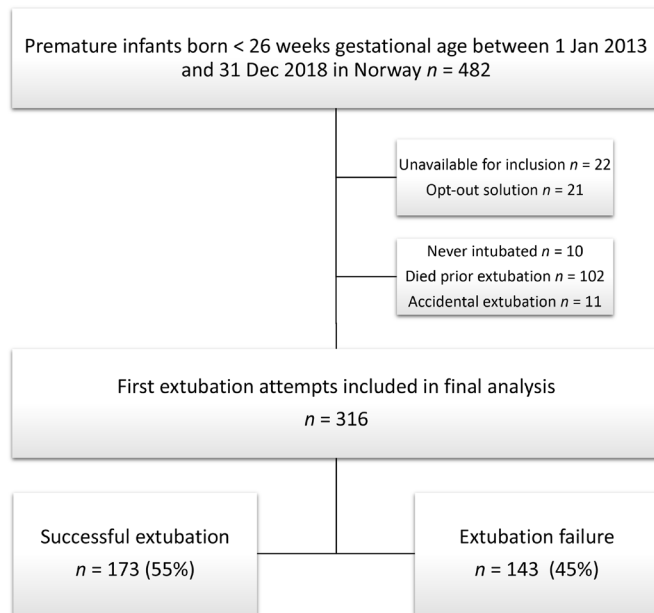 Premature infants born < 26 weeks gestational age between 1 Jan 2013
and 31 Dec 2018 in Norway n = 482
Unavailable for inclusion n = 22
Opt-out solution n = 21
Never intubated n = 10
Died prior extubation n = 102
Accidental extubation n = 11
First extubation attempts included in final analysis
n = 316
Successful extubation
n = 173 (55%)
Extubation failure
n = 143 (45%)